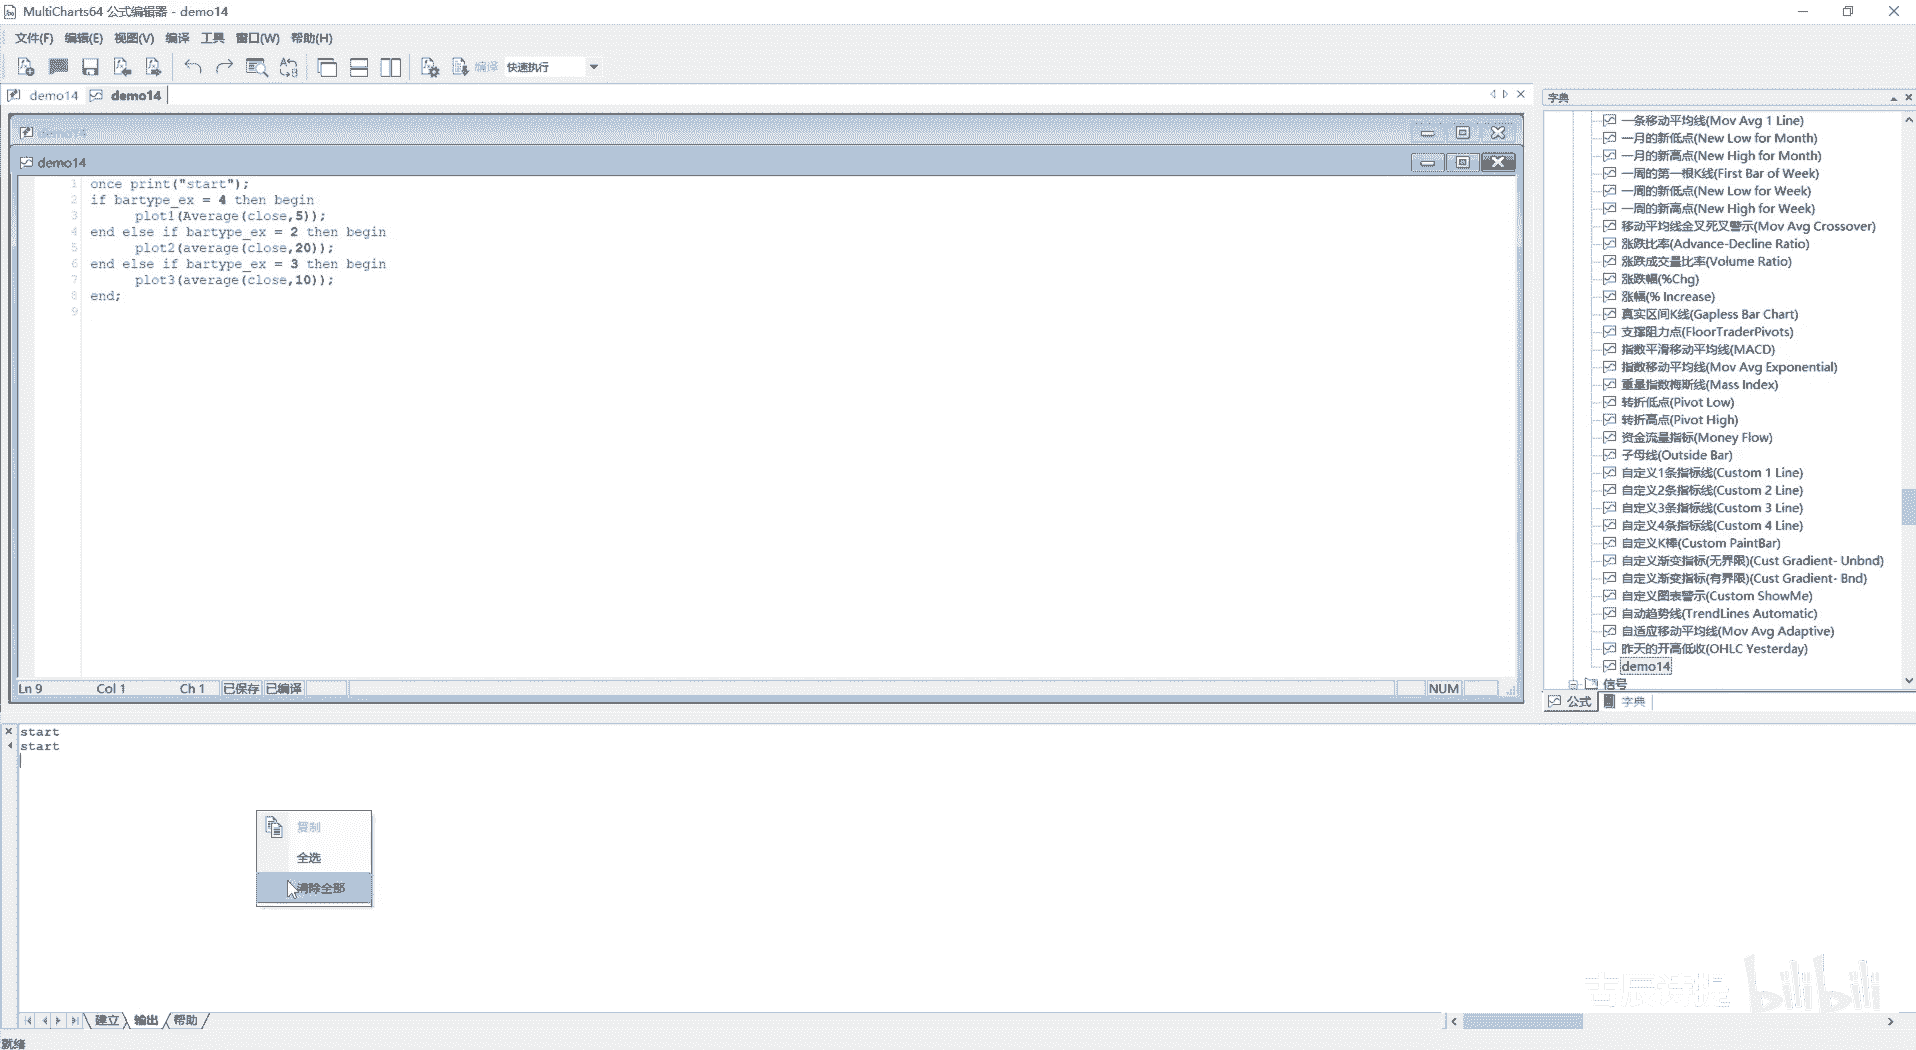 MultiCharts64 公式编辑器 - demo14
文件(F) 编辑(E) 视图(V) 编译 工具 窗口(W) 帮助(H)
编译 快速执行
demo14 demo14
demo14
demo14
1 once print("start");
2 if bartype_ex = 4 then begin
3 plot1(Average(close,5));
4 end else if bartype_ex = 2 then begin
5 plot2(average(close,20));
6 end else if bartype_ex = 3 then begin
7 plot3(average(close,10));
8 end;
9
Ln 9 Col 1 Ch 1 已保存 已编译 NUM
字典
一条移动平均线(Mov Avg 1 Line)
一月的新低点(New Low for Month)
一月的新高点(New High for Month)
一周的第一根K线(First Bar of Week)
一周的新低点(New Low for Week)
一周的新高点(New High for Week)
移动平均线金叉死叉警示(Mov Avg Crossover)
涨跌比率(Advance-Decline Ratio)
涨跌成交量比率(Volume Ratio)
涨跌幅(%Chg)
涨幅(% Increase)
真实区间K线(Gapless Bar Chart)
支撑阻力点(FloorTraderPivots)
指数平滑移动平均线(MACD)
指数移动平均线(Mov Avg Exponential)
重量指数梅斯线(Mass Index)
转折低点(Pivot Low)
转折高点(Pivot High)
资金流量指标(Money Flow)
子母线(Outside Bar)
自定义1条指标线(Custom 1 Line)
自定义2条指标线(Custom 2 Line)
自定义3条指标线(Custom 3 Line)
自定义4条指标线(Custom 4 Line)
自定义K棒(Custom PaintBar)
自定义渐变指标(无界限)(Cust Gradient- Unbnd)
自定义渐变指标(有界限)(Cust Gradient- Bnd)
自定义图表警示(Custom ShowMe)
自动趋势线(TrendLines Automatic)
自适应移动平均线(Mov Avg Adaptive)
昨天的开高低收(OHLC Yesterday)
demo14
信号
公式 字典
start
start
复制
全选
清除全部
bilibili
建立 输出 帮助
就绪